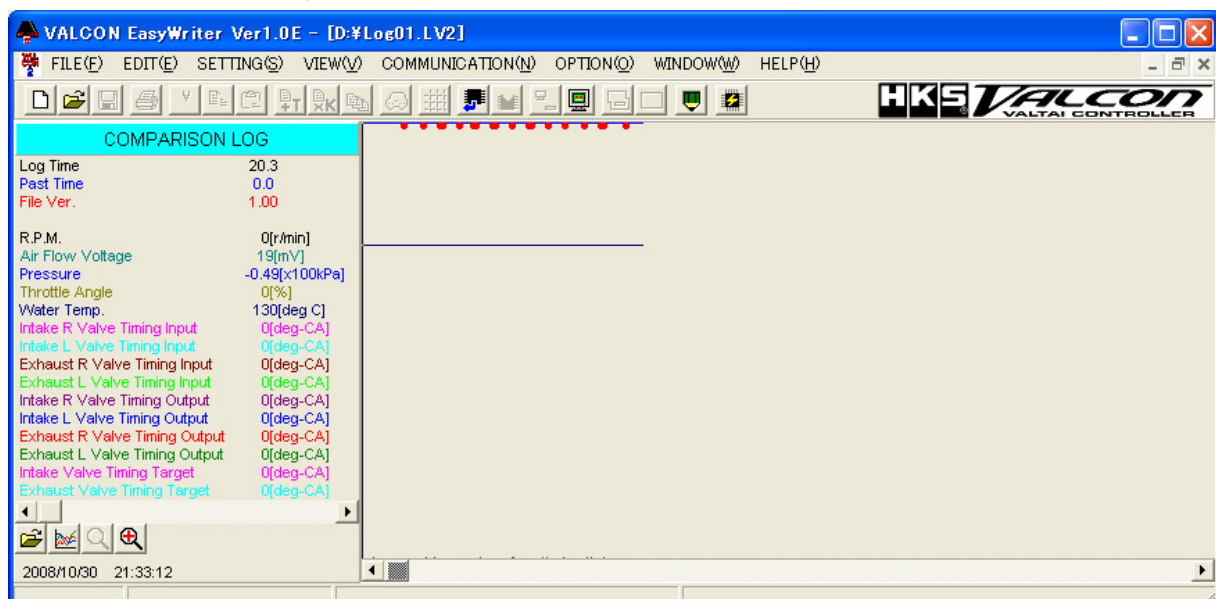 VALCON EasyWriter Ver1.0E - [D:¥Log01.LV2]
FILE(F) EDIT(E) SETTING(S) VIEW(V) COMMUNICATION(N) OPTION(O) WINDOW(W) HELP(H)
HKS VALCON
VALTAI CONTROLLER
COMPARISON LOG
Log Time 20.3
Past Time 0.0
File Ver. 1.00
R.P.M. 0[r/min]
Air Flow Voltage 19[mV]
Pressure -0.49[x100kPa]
Throttle Angle 0[%]
Water Temp. 130[deg C]
Intake R Valve Timing Input 0[deg-CA]
Intake L Valve Timing Input 0[deg-CA]
Exhaust R Valve Timing Input 0[deg-CA]
Exhaust L Valve Timing Input 0[deg-CA]
Intake R Valve Timing Output 0[deg-CA]
Intake L Valve Timing Output 0[deg-CA]
Exhaust R Valve Timing Output 0[deg-CA]
Exhaust L Valve Timing Output 0[deg-CA]
Intake Valve Timing Target 0[deg-CA]
Exhaust Valve Timing Target 0[deg-CA]
2008/10/30 21:33:12